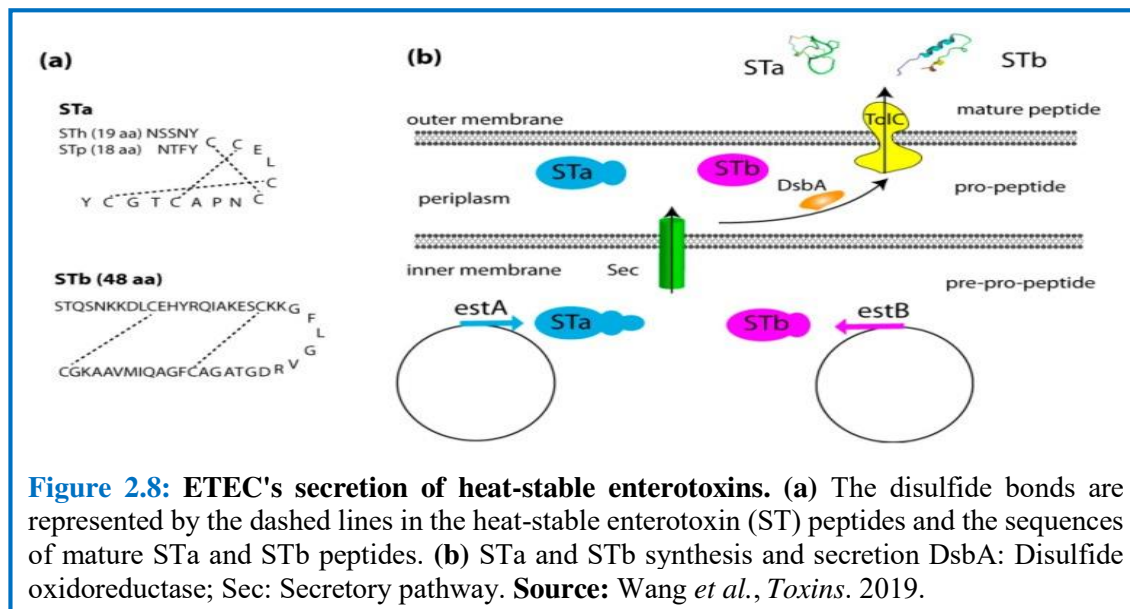 (a)
STa
STh (19 aa) NSSNY C C E L C C N P A C T G C Y
STp (18 aa) NTFY
STb (48 aa)
STQSNKKDLCEHYRQIAKESCKKG F L G V R DGTAGACFGAQIMVAAKGC
(b)
STa
STb
mature peptide
outer membrane
TolC
STa
STb
DsbA
periplasm
pro-peptide
inner membrane
Sec
pre-pro-peptide
estA
STa
STb
estB
Figure 2.8: ETEC's secretion of heat-stable enterotoxins. (a) The disulfide bonds are
represented by the dashed lines in the heat-stable enterotoxin (ST) peptides and the sequences
of mature STa and STb peptides. (b) STa and STb synthesis and secretion DsbA: Disulfide
oxidoreductase; Sec: Secretory pathway. Source: Wang et al., Toxins. 2019.